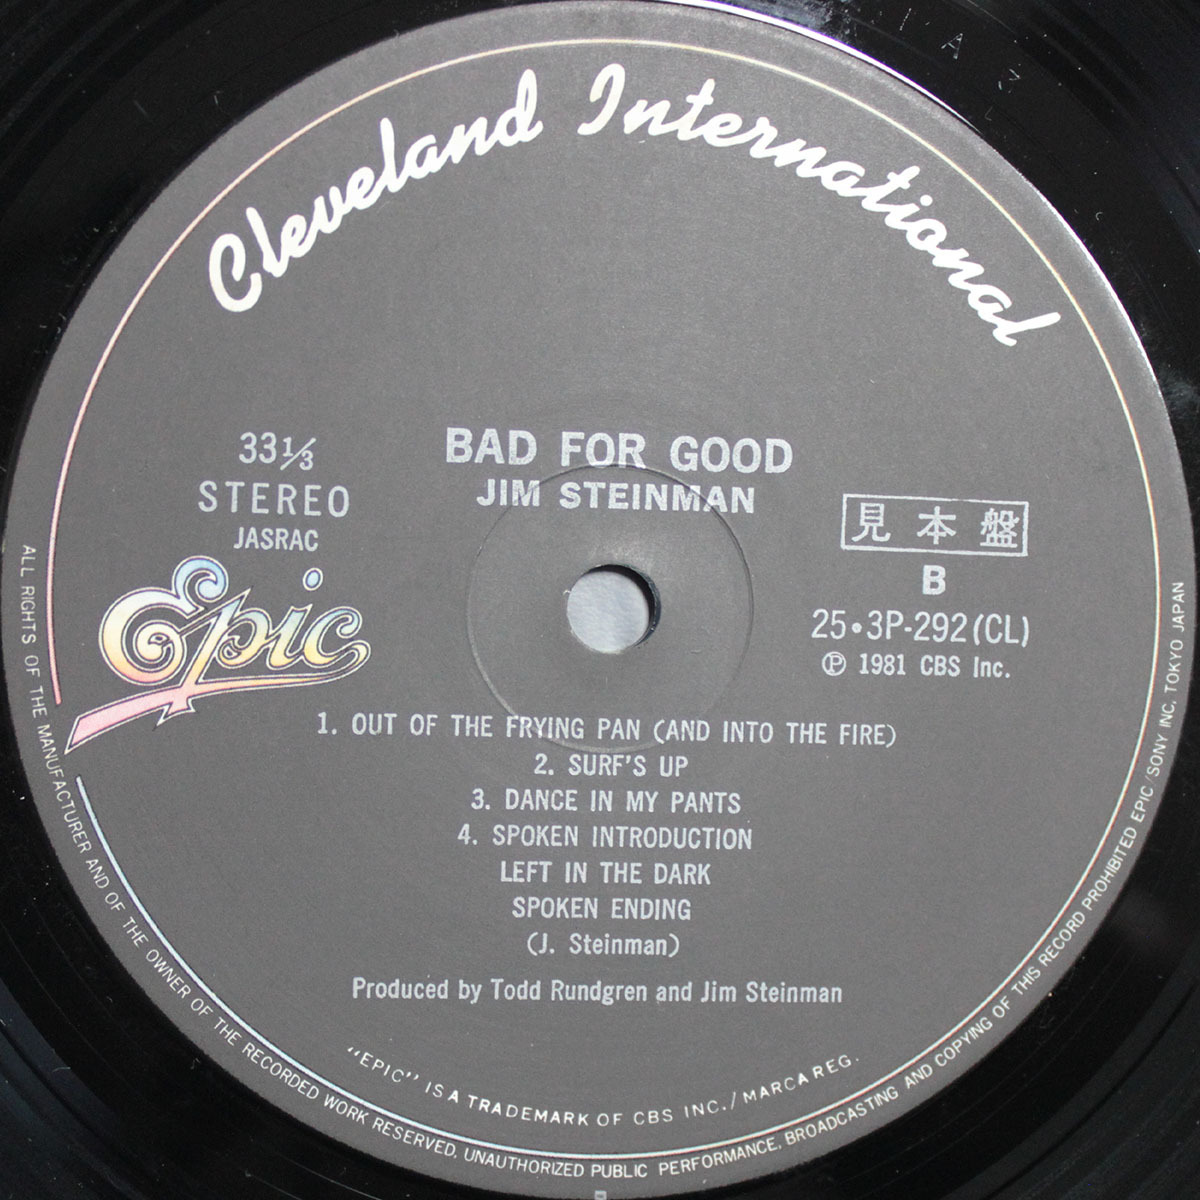 Cleveland International
BAD FOR GOOD
JIM STEINMAN
33⅓
STEREO
JASRAC
Epic
見本盤
B
25・3P-292(CL)
Ⓟ 1981 CBS Inc.
1. OUT OF THE FRYING PAN (AND INTO THE FIRE)
2. SURF'S UP
3. DANCE IN MY PANTS
4. SPOKEN INTRODUCTION
LEFT IN THE DARK
SPOKEN ENDING
(J. Steinman)
Produced by Todd Rundgren and Jim Steinman
"EPIC" IS A TRADEMARK OF CBS INC./MARCA REG.
ALL RIGHTS OF THE MANUFACTURER AND OF THE OWNER OF THE RECORDED WORK RESERVED, UNAUTHORIZED PUBLIC PERFORMANCE, BROADCASTING AND COPYING OF THIS RECORD PROHIBITED EPIC/SONY INC. TOKYO JAPAN